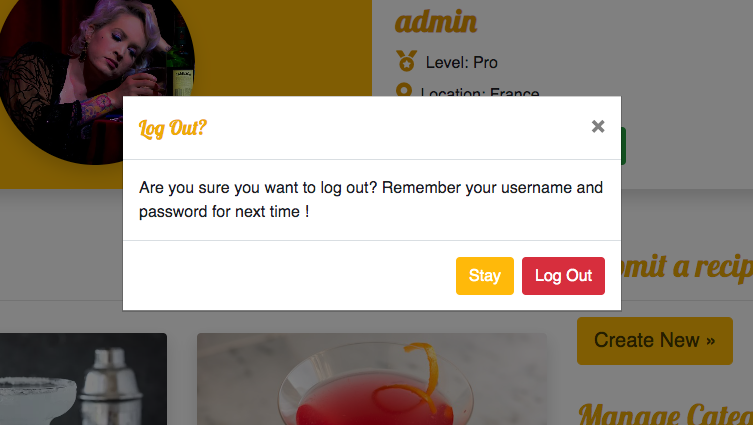 admin
Level: Pro
Location: France
Log Out?
×
Are you sure you want to log out? Remember your username and
password for next time !
Stay
Log Out
omit a recip
Create New »
Manage Categ